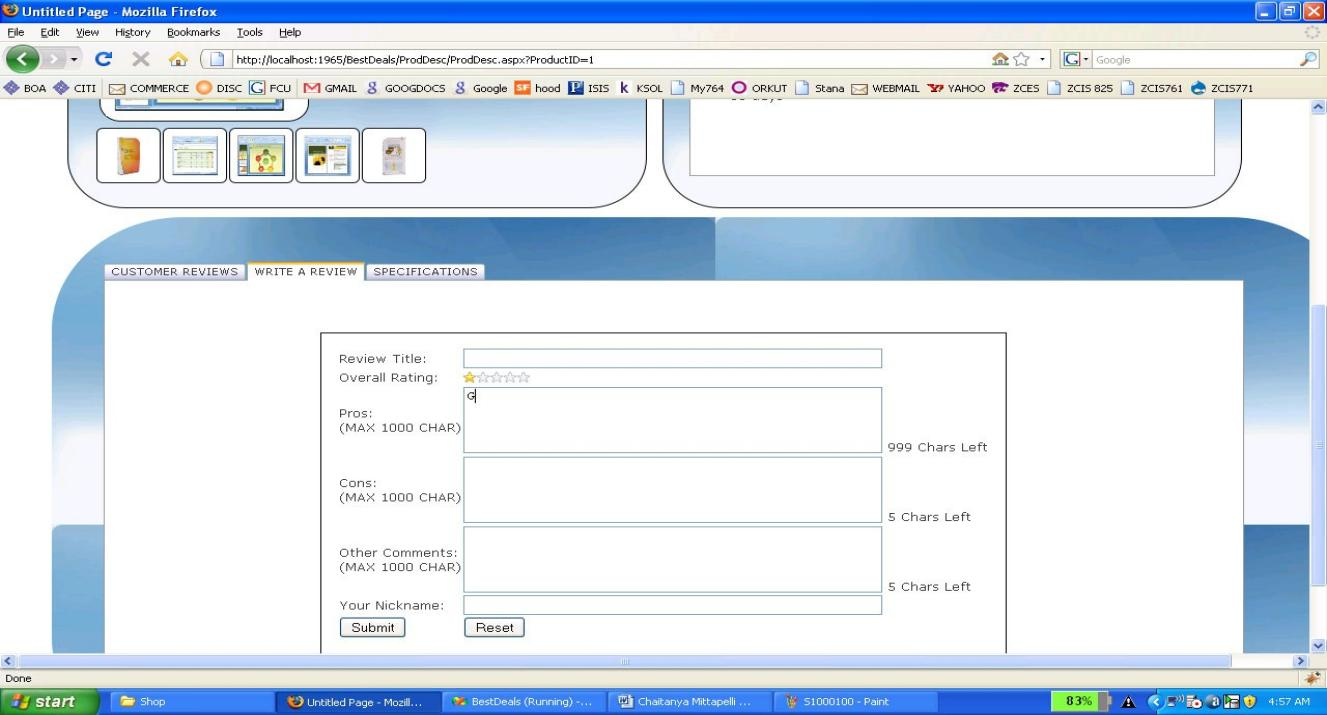 Untitled Page - Mozilla Firefox
File Edit View History Bookmarks Tools Help
http://localhost:1965/BestDeals/ProdDesc/ProdDesc.aspx?ProductID=1 G Google
BOA CITI COMMERCE DISC FCU GMAIL GOOGDOCS Google hood ISIS KSOL My764 ORKUT Stana WEBMAIL YAHOO ZCES ZCIS 825 ZCIS761 ZCIS771
CUSTOMER REVIEWS WRITE A REVIEW SPECIFICATIONS
Review Title:
Overall Rating:
G
Pros:
(MAX 1000 CHAR)
999 Chars Left
Cons:
(MAX 1000 CHAR)
5 Chars Left
Other Comments:
(MAX 1000 CHAR)
5 Chars Left
Your Nickname:
Submit Reset
Done
start Shop Untitled Page - Mozill... BestDeals (Running) -... Chaitanya Mittapelli ... S1000100 - Paint 83% 4:57 AM